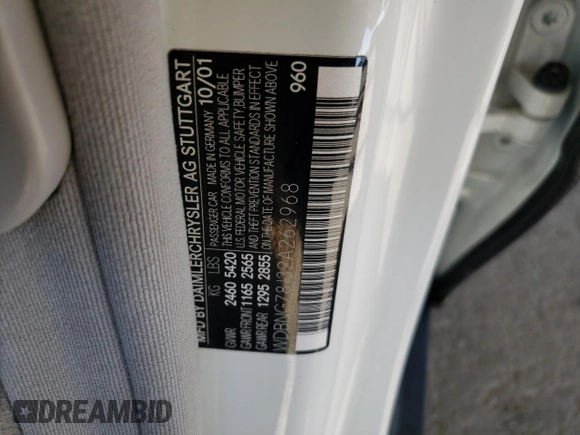 MFD BY DAIMLERCHRYSLER AG STUTTGART
PASSENGER CAR MADE IN GERMANY 10/01
KG LBS THIS VEHICLE CONFORMS TO ALL APPLICABLE
GVWR 2460 5420 U.S. FEDERAL MOTOR VEHICLE SAFETY, BUMPER
GAWR FRONT 1165 2565 AND THEFT PREVENTION STANDARDS IN EFFECT
GAWR REAR 1295 2855 ON THE DATE OF MANUFACTURE SHOWN ABOVE
960
WDBNG78J32A262968
DREAMBID